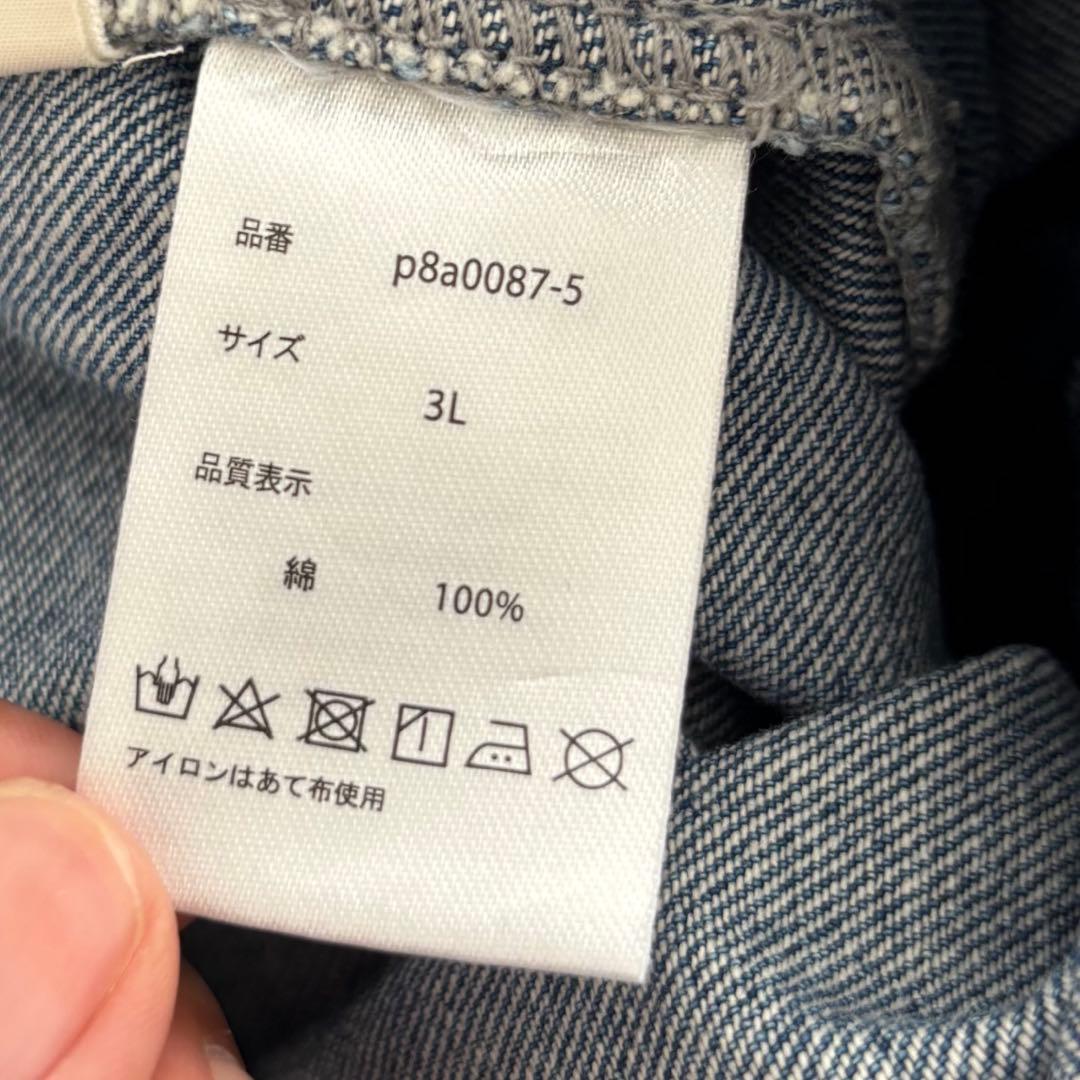 品番 p8a0087-5
サイズ 3L
品質表示
綿 100%
アイロンはあて布使用